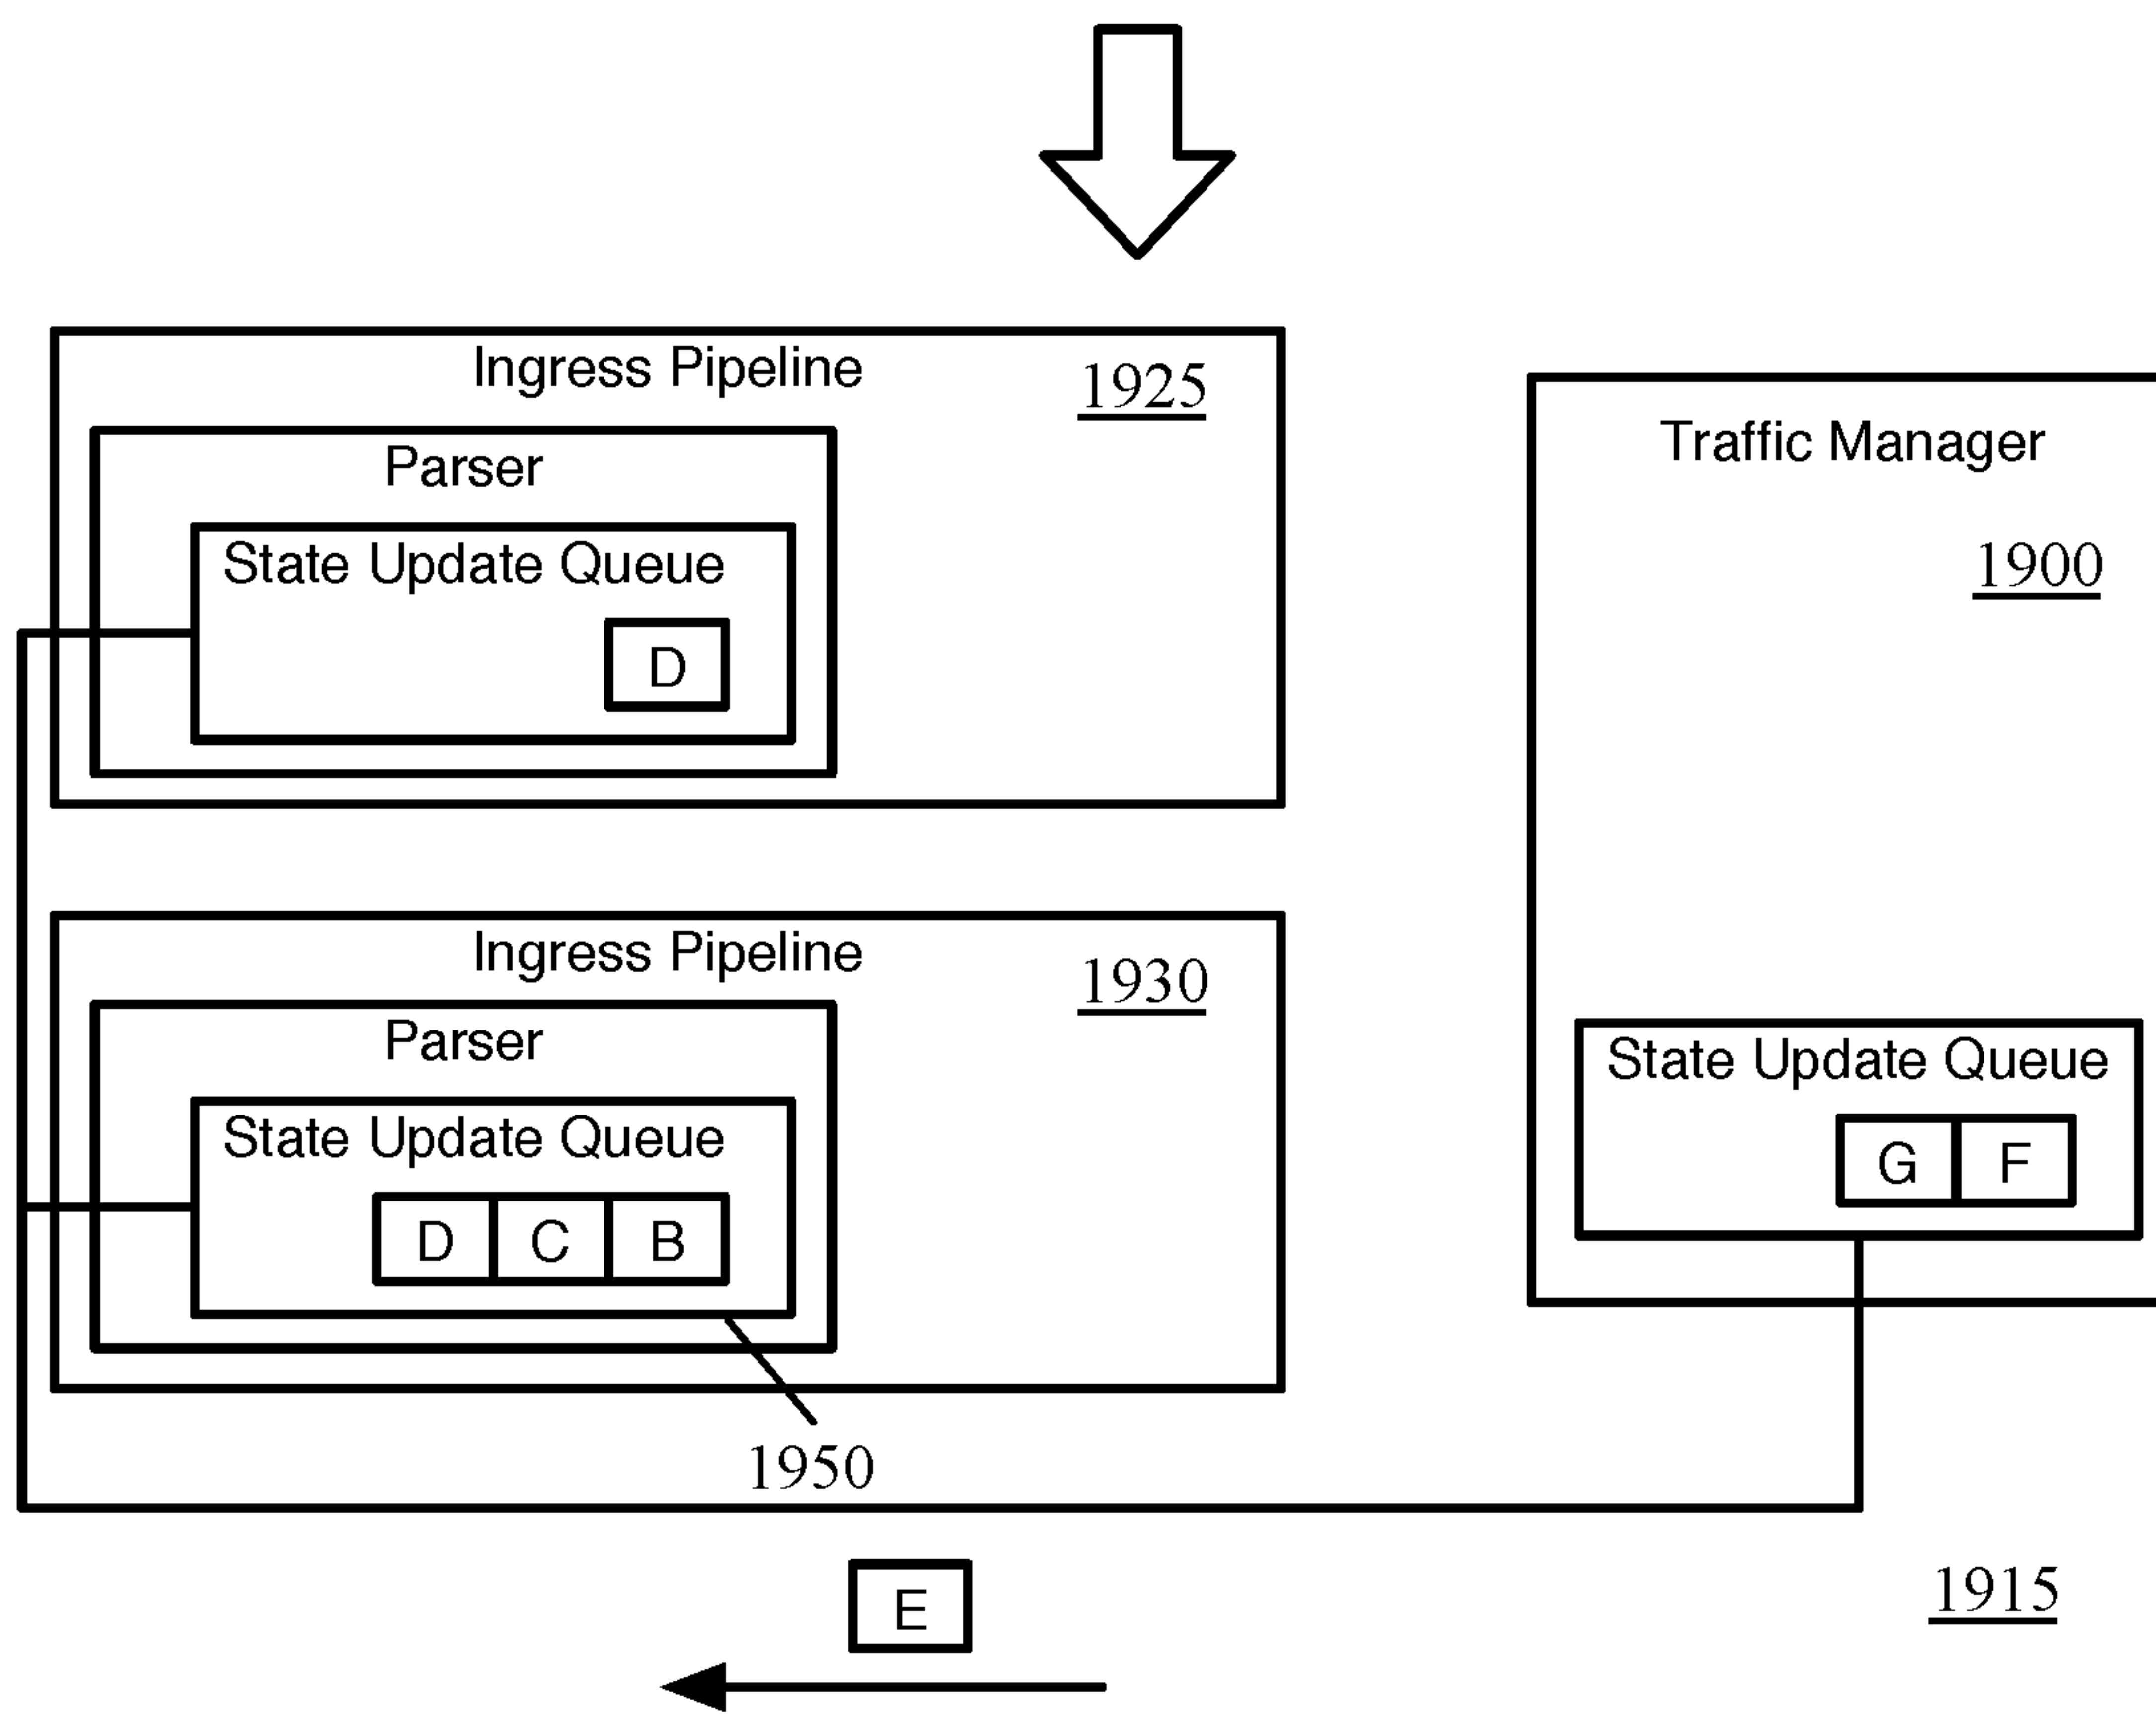 Ingress Pipeline
1925
Parser
State Update Queue
D
Traffic Manager
1900
Ingress Pipeline
1930
Parser
State Update Queue
D C B
1950
State Update Queue
G F
E
1915